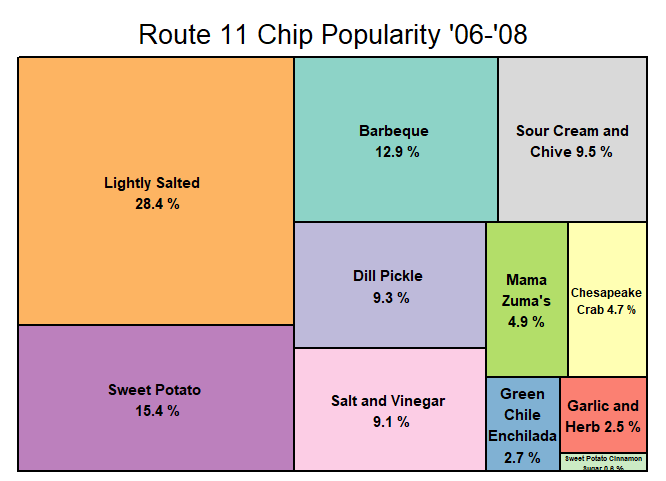 Route 11 Chip Popularity '06-'08
Lightly Salted
28.4 %
Barbeque
12.9 %
Sour Cream and
Chive 9.5 %
Dill Pickle
9.3 %
Mama
Zuma's
4.9 %
Chesapeake
Crab 4.7 %
Sweet Potato
15.4 %
Salt and Vinegar
9.1 %
Green
Chile
Enchilada
2.7 %
Garlic and
Herb 2.5 %
Sweet Potato Cinnamon
Sugar 0.6 %